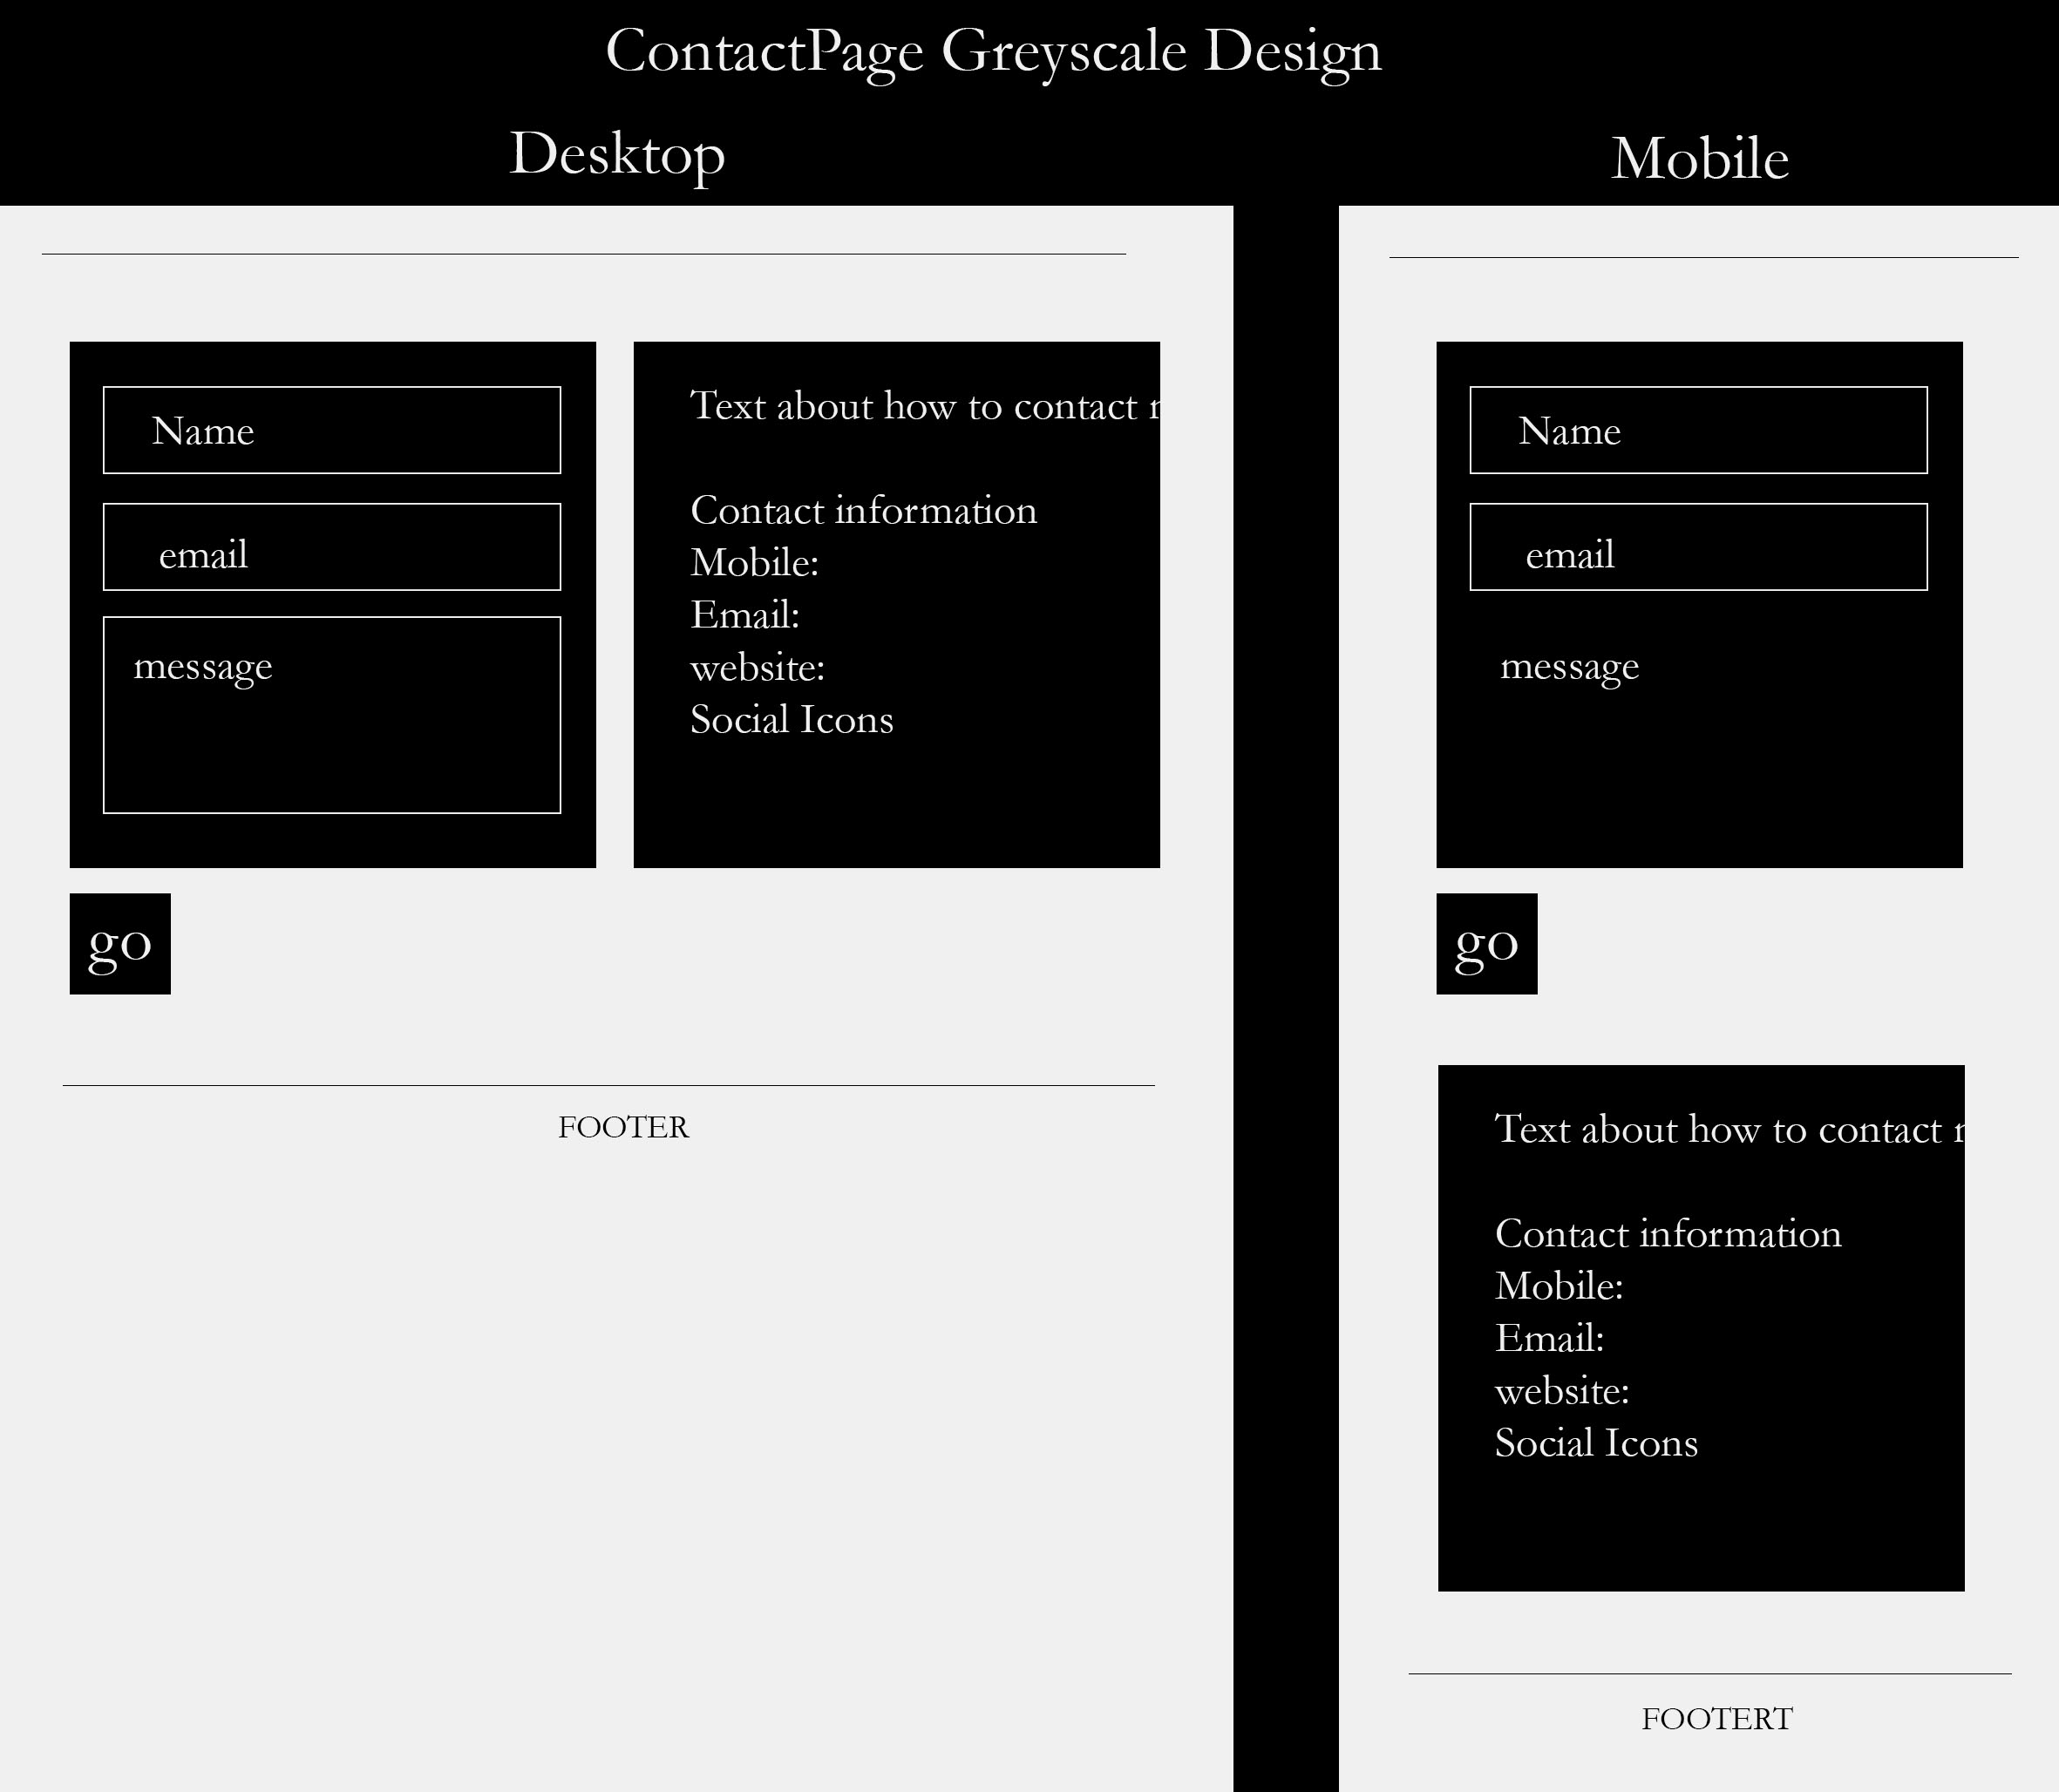 ContactPage Greyscale Design
Desktop
Mobile
Name
email
message
go
Text about how to contact
Contact information
Mobile:
Email:
website:
Social Icons
FOOTER
Name
email
message
go
Text about how to contact
Contact information
Mobile:
Email:
website:
Social Icons
FOOTERT